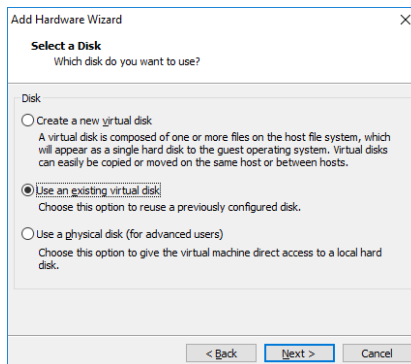 Add Hardware Wizard
Select a Disk
Which disk do you want to use?
Disk
Create a new virtual disk
A virtual disk is composed of one or more files on the host file system, which
will appear as a single hard disk to the guest operating system. Virtual disks
can easily be copied or moved on the same host or between hosts.
Use an existing virtual disk
Choose this option to reuse a previously configured disk.
Use a physical disk (for advanced users)
Choose this option to give the virtual machine direct access to a local hard
disk.
< Back Next > Cancel